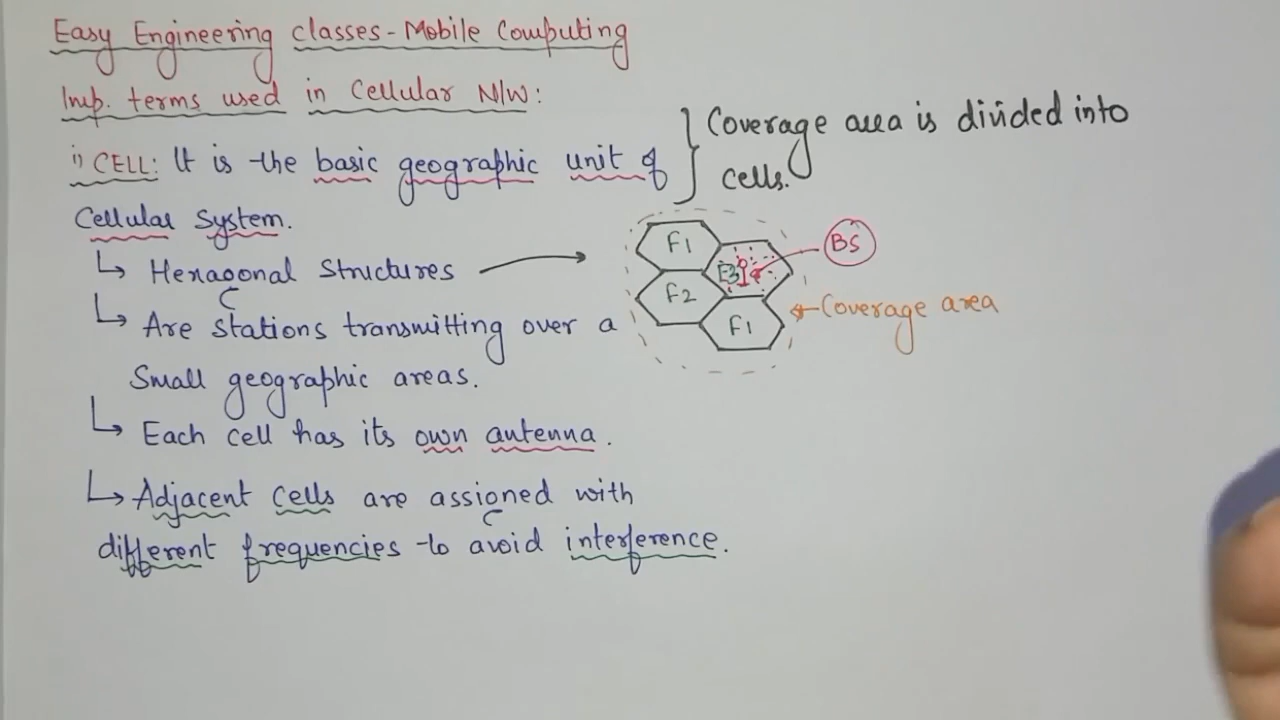 Easy Engineering classes - Mobile Computing
Imp. terms used in Cellular N/W:
1) CELL: It is the basic geographic unit of
Cellular System.
} Coverage area is divided into
cells.
↳ Hexagonal Structures
↳ Are stations transmitting over a
Small geographic areas.
↳ Each cell has its own antenna.
↳ Adjacent cells are assigned with
different frequencies to avoid interference.
F1
F3
F2
F1
BS
Coverage area